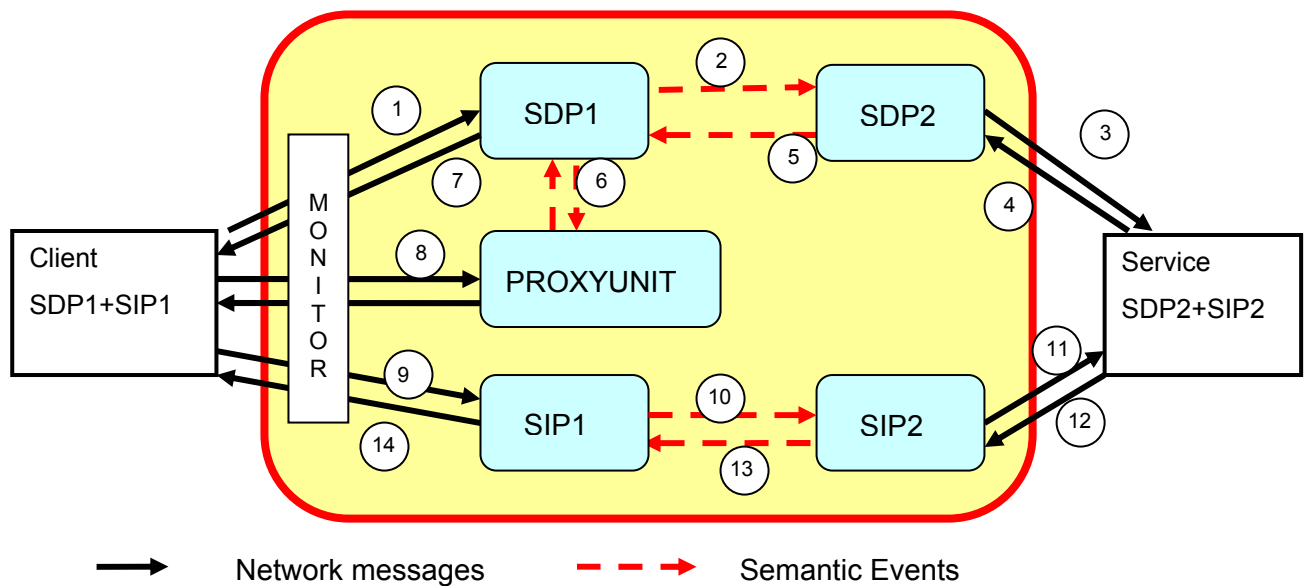 2
1
SDP1
SDP2
3
5
7
6
4
MONITOR
Client
SDP1+SIP1
8
PROXYUNIT
Service
SDP2+SIP2
11
9
10
SIP1
SIP2
12
14
13
Network messages
Semantic Events